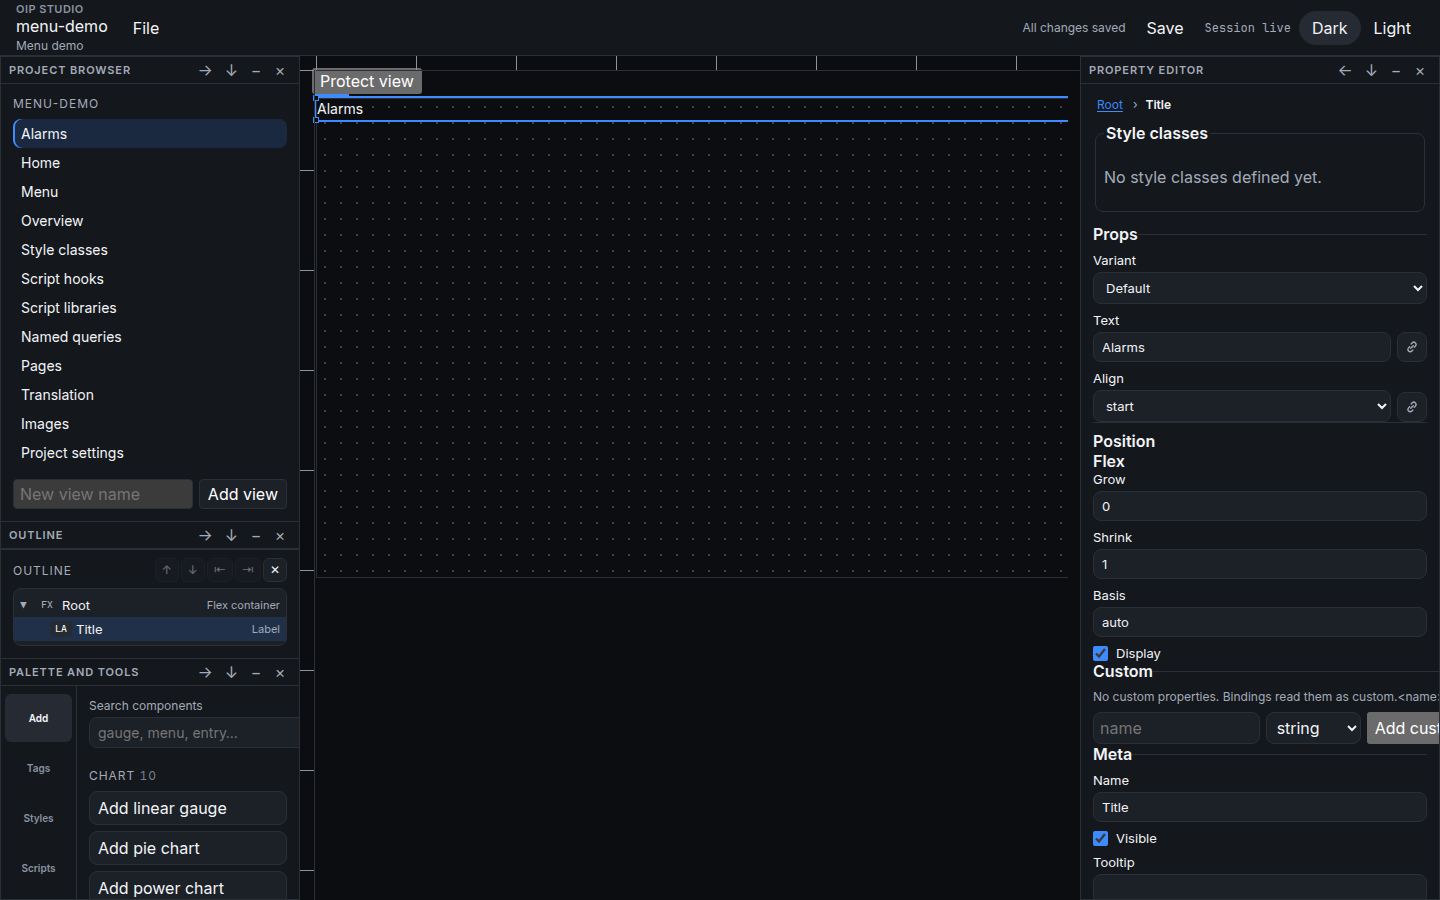 OIP STUDIO
menu-demo
Menu demo
File
All changes saved
Save
Session live
Dark
Light
PROJECT BROWSER
MENU-DEMO
Alarms
Home
Menu
Overview
Style classes
Script hooks
Script libraries
Named queries
Pages
Translation
Images
Project settings
New view name
Add view
OUTLINE
OUTLINE
FX Root Flex container
LA Title Label
PALETTE AND TOOLS
Add
Tags
Styles
Scripts
Search components
gauge, menu, entry...
CHART 10
Add linear gauge
Add pie chart
Add power chart
Protect view
Alarms
PROPERTY EDITOR
Root › Title
Style classes
No style classes defined yet.
Props
Variant
Default
Text
Alarms
Align
start
Position
Flex
Grow
0
Shrink
1
Basis
auto
Display
Custom
No custom properties. Bindings read them as custom.<name
name
string
Add cust
Meta
Name
Title
Visible
Tooltip